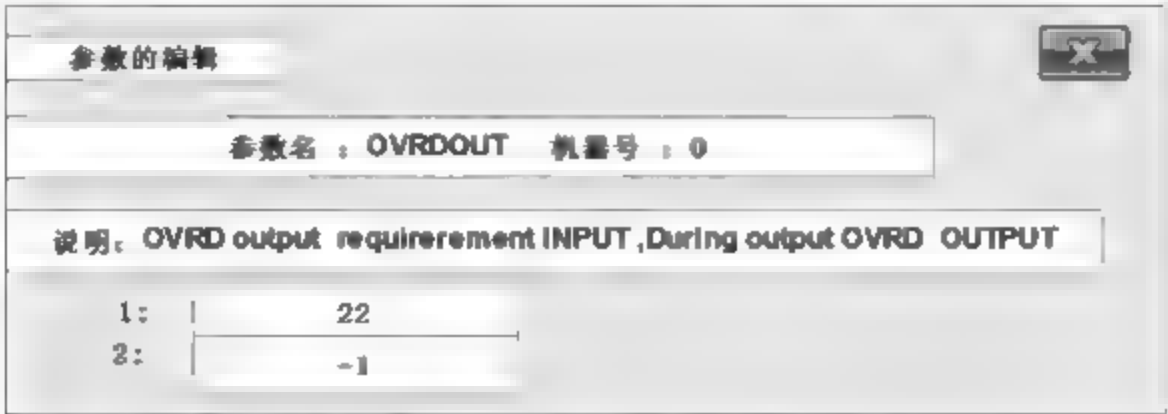 参数的编辑
X
参数名 : OVRDOUT 机器号 : 0
说明: OVRD output requirerement INPUT ,During output OVRD OUTPUT
1: 22
2: -1